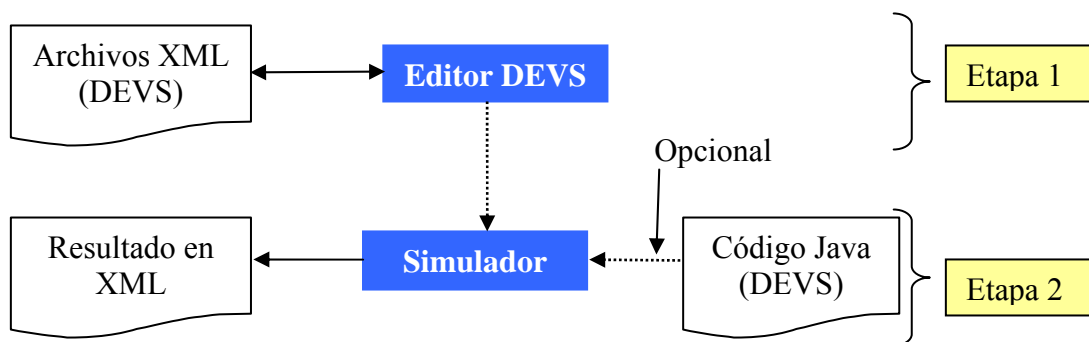 Archivos XML
(DEVS)
Editor DEVS
Etapa 1
Opcional
Resultado en
XML
Simulador
Código Java
(DEVS)
Etapa 2